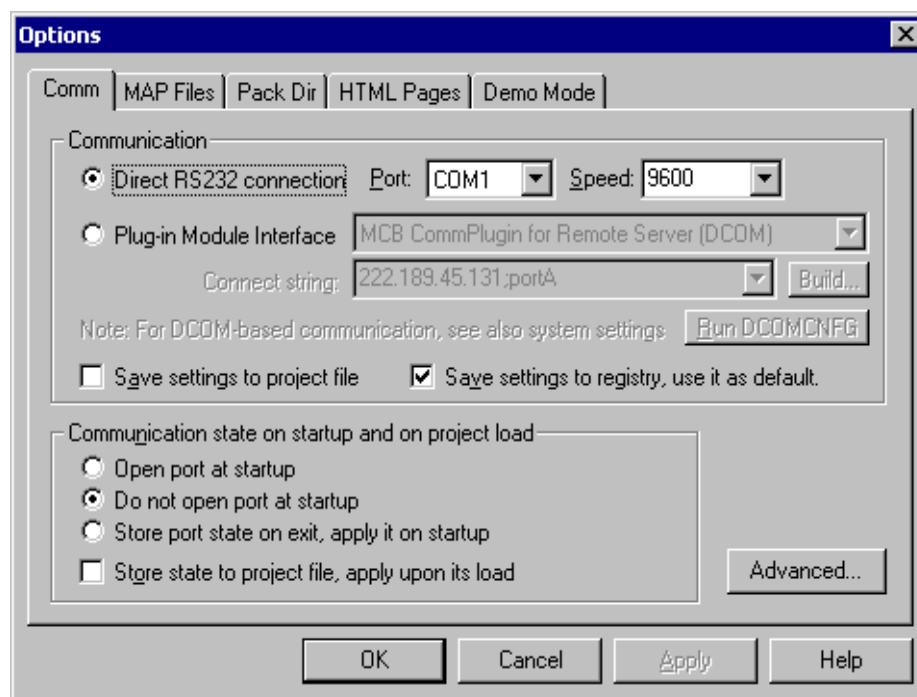 Options
Comm MAP Files Pack Dir HTML Pages Demo Mode
Communication
Direct RS232 connection Port: COM1 Speed: 9600
Plug-in Module Interface MCB CommPlugin for Remote Server (DCOM)
Connect string: 222.189.45.131;portA Build...
Note: For DCOM-based communication, see also system settings Run DCOMCNFG
Save settings to project file Save settings to registry, use it as default.
Communication state on startup and on project load
Open port at startup
Do not open port at startup
Store port state on exit, apply it on startup
Store state to project file, apply upon its load
Advanced...
OK Cancel Apply Help